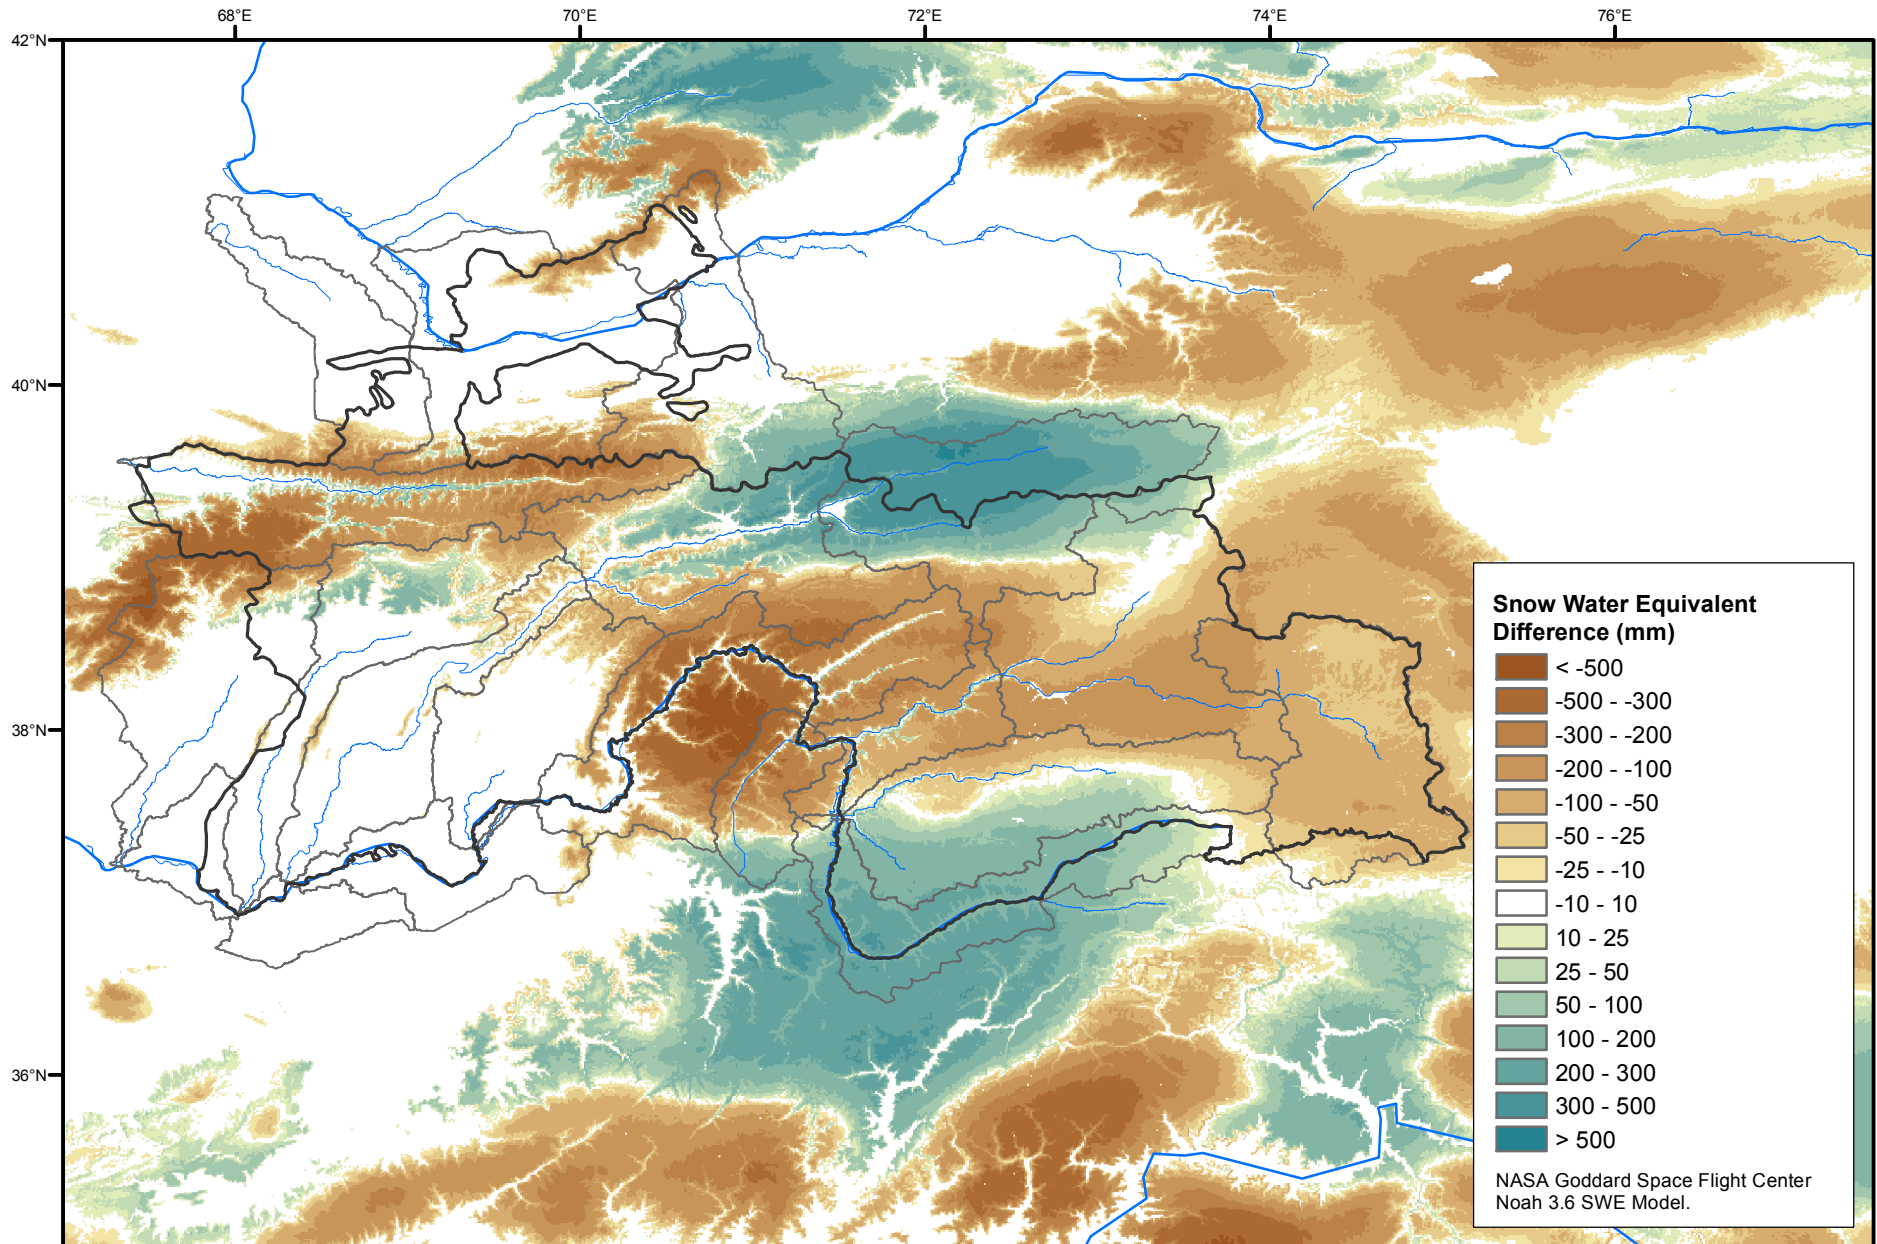 68°E 70°E 72°E 74°E 76°E
42°N
40°N
38°N
36°N
Snow Water Equivalent
Difference (mm)
< -500
-500 - -300
-300 - -200
-200 - -100
-100 - -50
-50 - -25
-25 - -10
-10 - 10
10 - 25
25 - 50
50 - 100
100 - 200
200 - 300
300 - 500
> 500
NASA Goddard Space Flight Center
Noah 3.6 SWE Model.